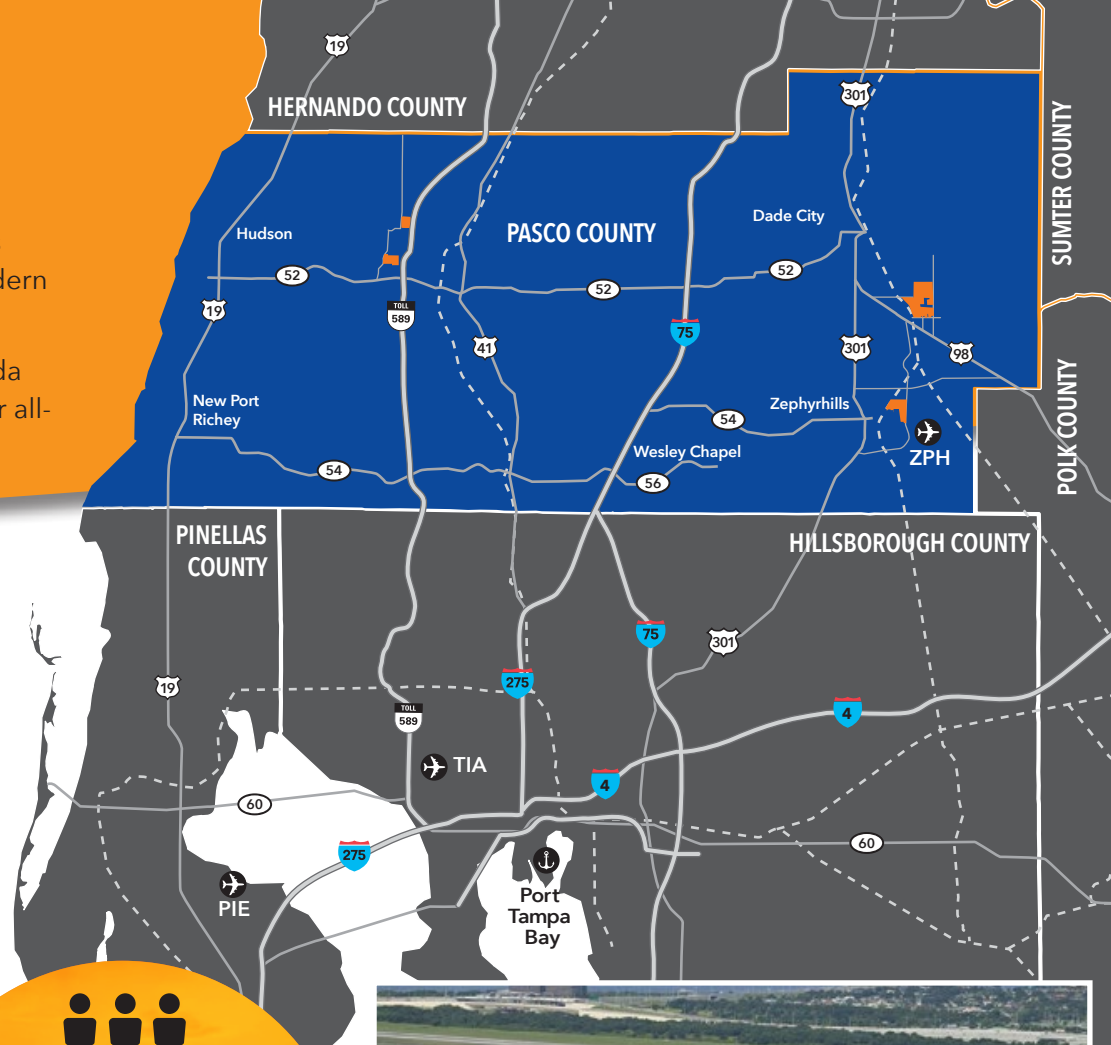 19
HERNANDO COUNTY
301
SUMTER COUNTY
Dade City
Hudson
PASCO COUNTY
dern
52
52
52
19
TOLL
589
41
75
301
98
da
r all-
New Port
Richey
Zephyrhills
54
Wesley Chapel
ZPH
POLK COUNTY
54
56
PINELLAS
COUNTY
HILLSBOROUGH COUNTY
75
301
19
275
TOLL
589
4
TIA
4
60
60
275
PIE
Port
Tampa
Bay